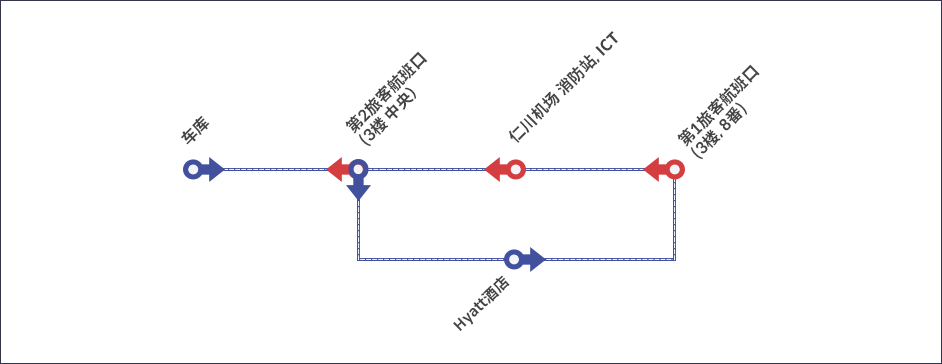 车库
第2旅客航班口
(3楼 中央)
仁川机场 消防站, ICT
第1旅客航班口
(3楼, 8番)
Hyatt酒店